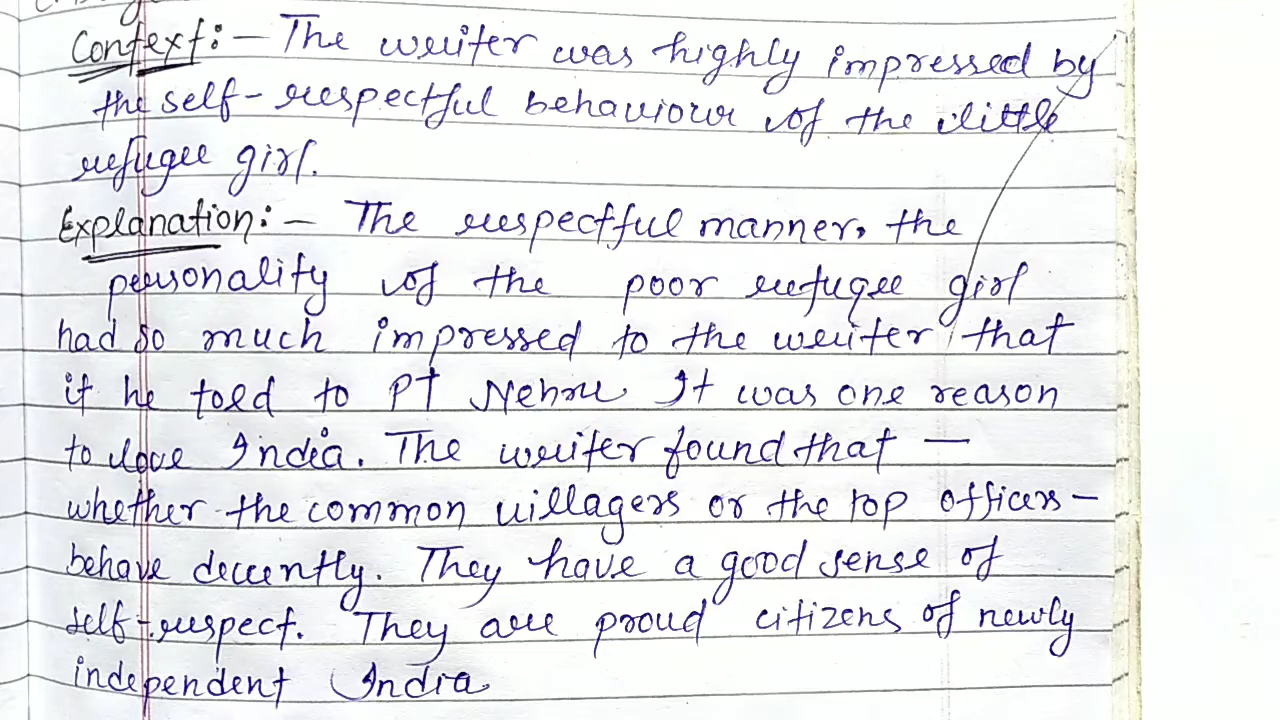 Context:- The writer was highly impressed by
the self-respectful behaviour of the little
refugee girl.
Explanation:- The respectful manner, the
personality of the poor refugee girl
had so much impressed to the writer that
if he told to PT Nehru It was one reason
to love India. The writer found that —
whether the common villagers or the top officers -
behave decently. They have a good sense of
self-respect. They are proud citizens of newly
independent India